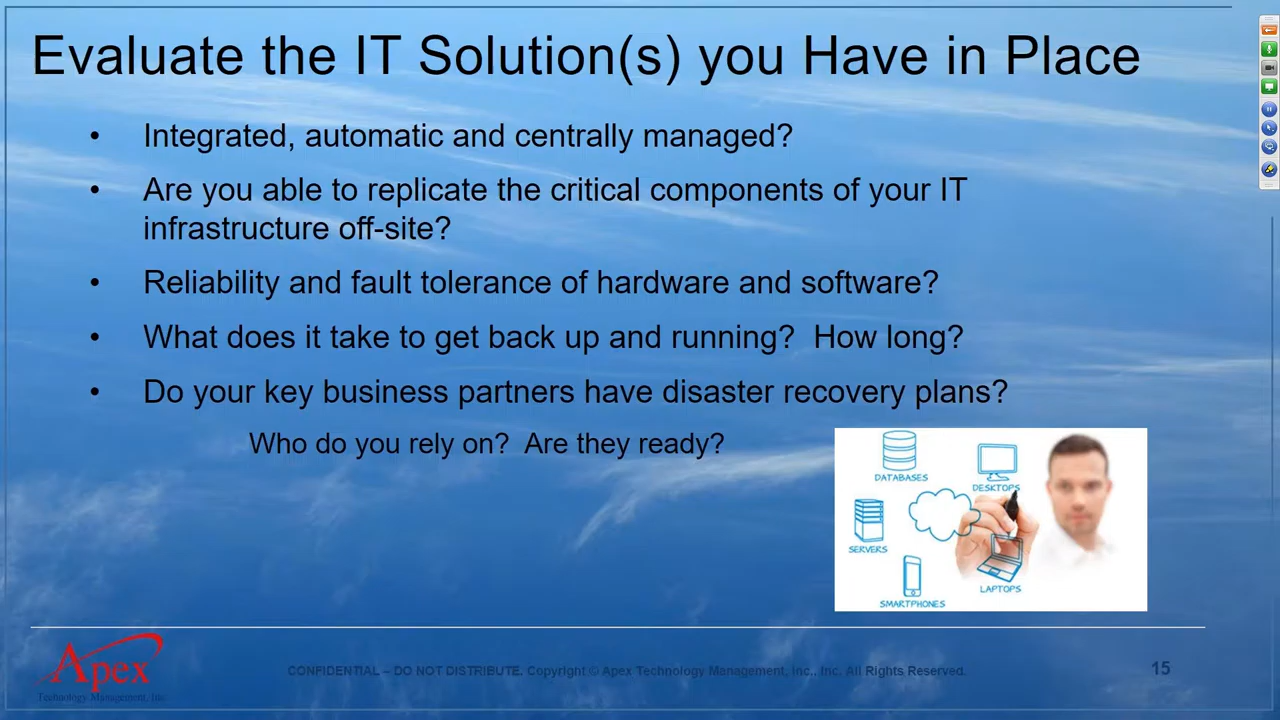 Evaluate the IT Solution(s) you Have in Place
• Integrated, automatic and centrally managed?
• Are you able to replicate the critical components of your IT
infrastructure off-site?
• Reliability and fault tolerance of hardware and software?
• What does it take to get back up and running?  How long?
• Do your key business partners have disaster recovery plans?
Who do you rely on?  Are they ready?
DATABASES
DESKTOPS
SERVERS
LAPTOPS
SMARTPHONES
Apex
Technology Management, Inc.
CONFIDENTIAL – DO NOT DISTRIBUTE. Copyright © Apex Technology Management, Inc., Inc. All Rights Reserved.
15